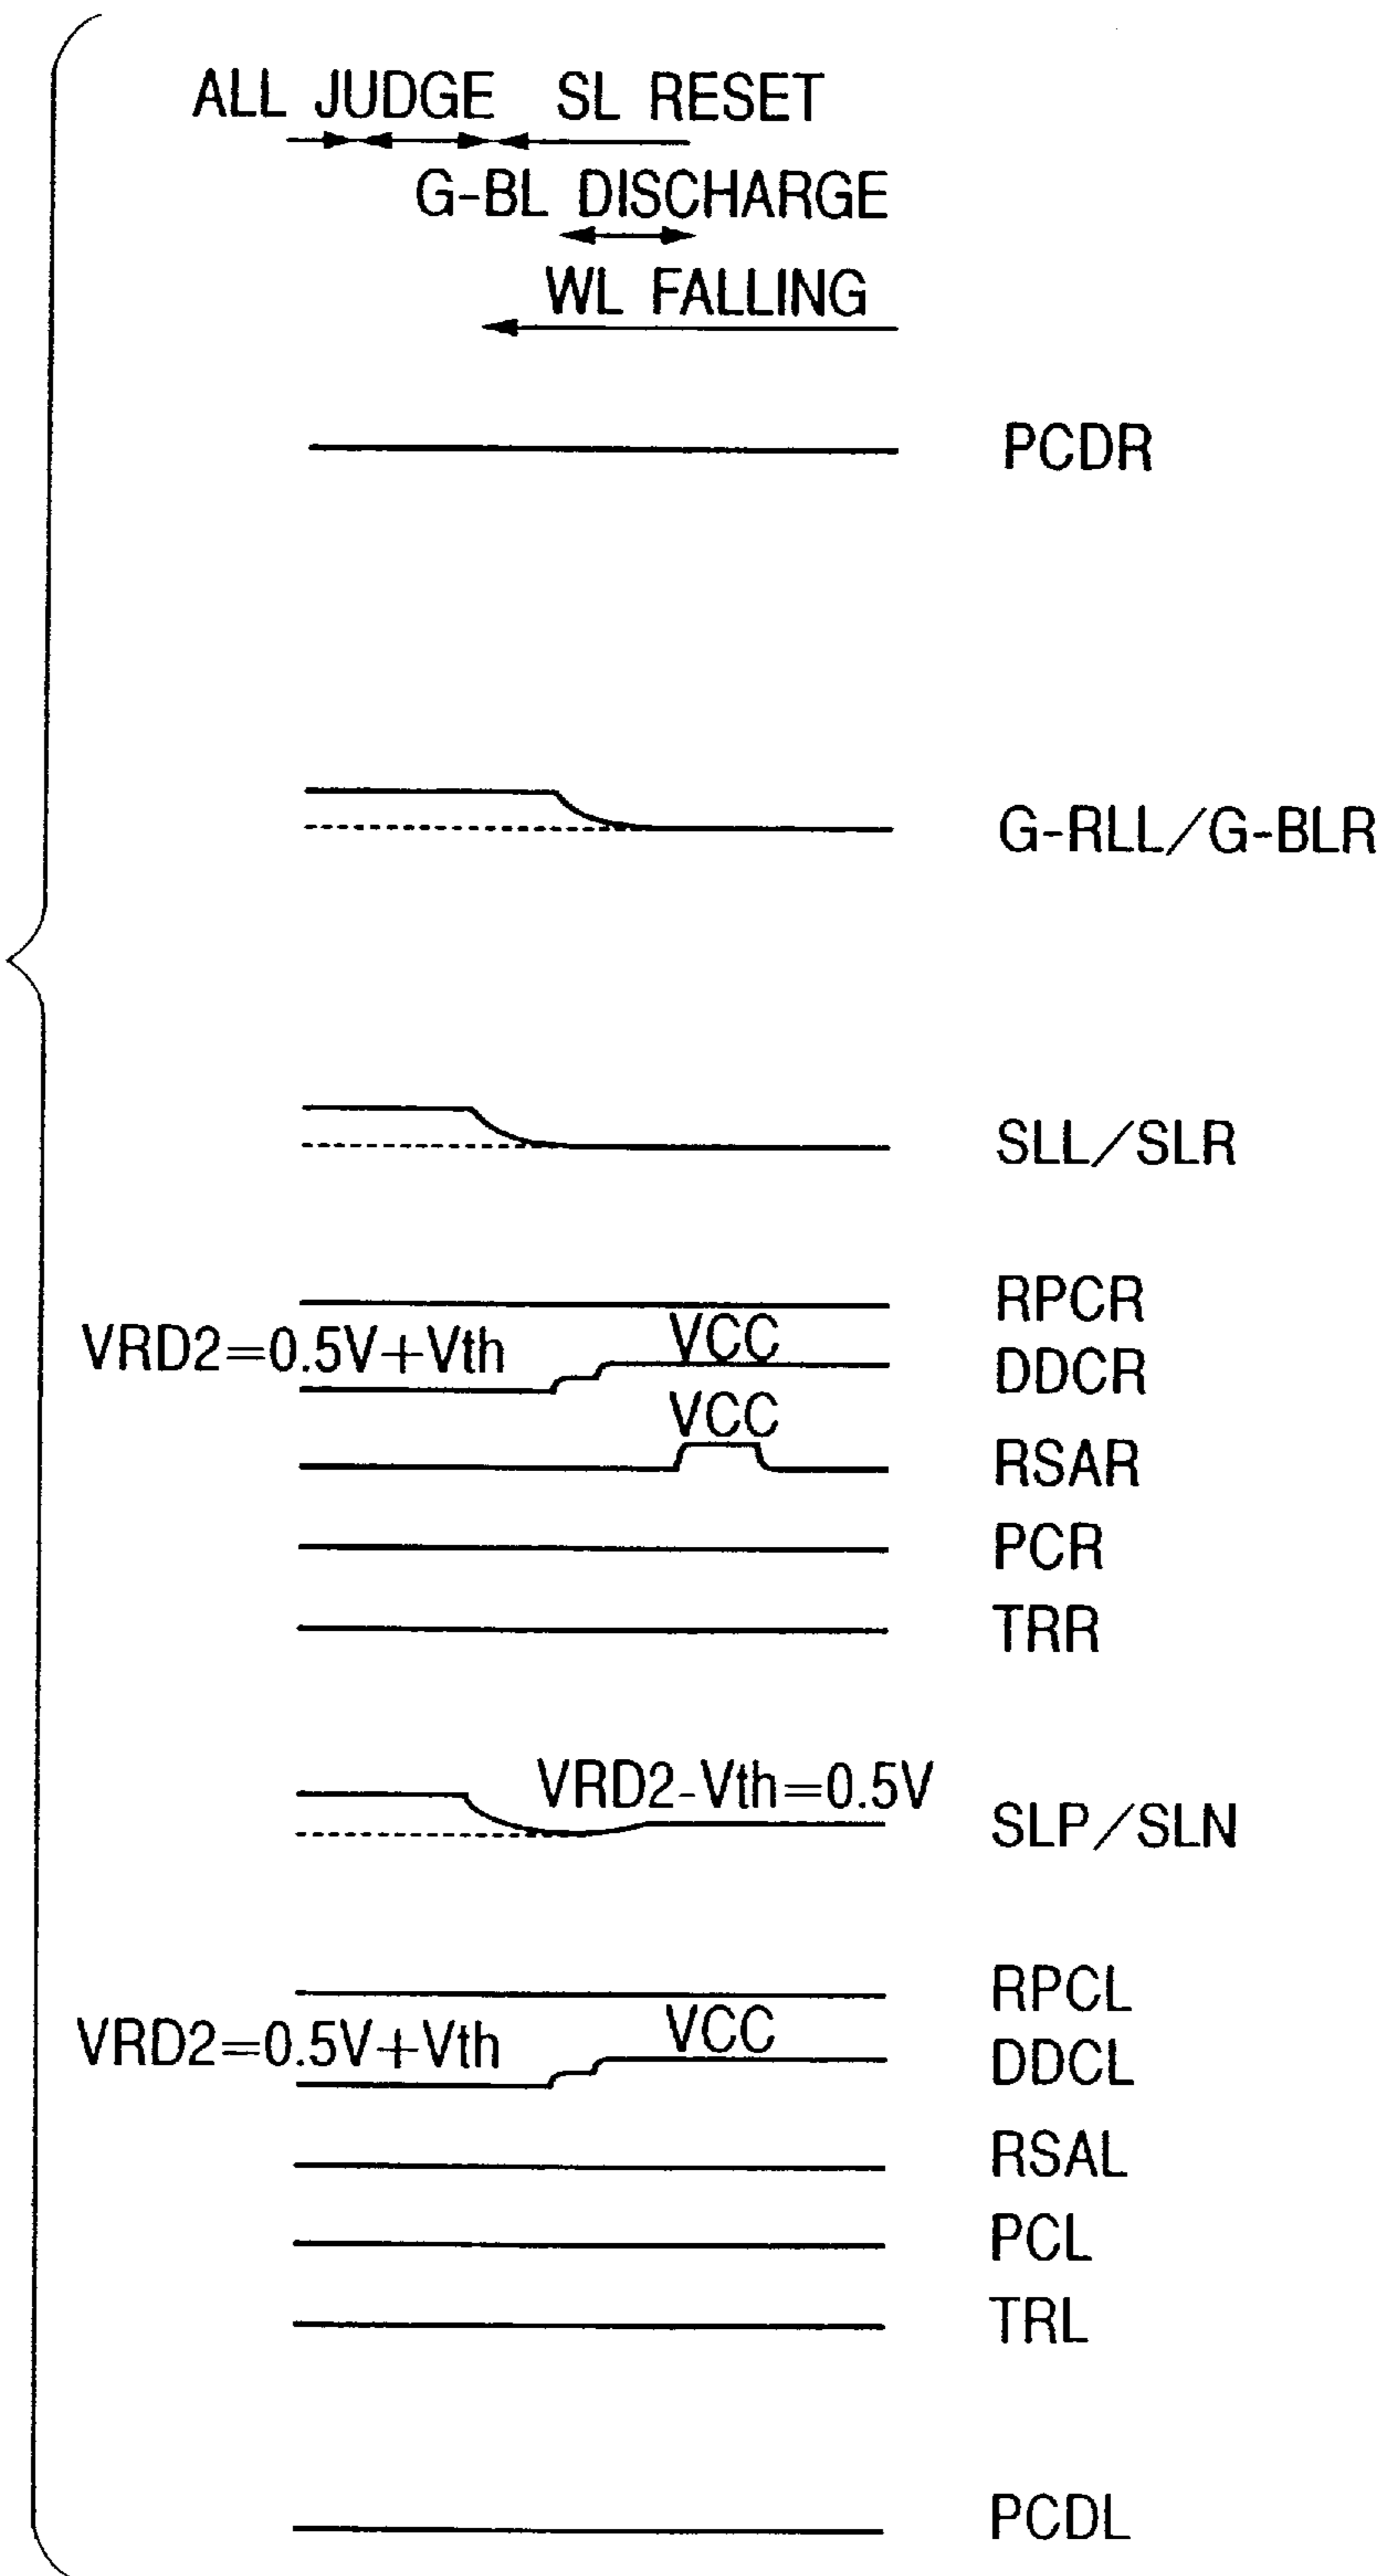 ALL JUDGE SL RESET
G-BL DISCHARGE
WL FALLING
PCDR
G-RLL/G-BLR
SLL/SLR
RPCR
VRD2=0.5V+Vth VCC DDCR
VCC RSAR
PCR
TRR
VRD2-Vth=0.5V SLP/SLN
RPCL
VRD2=0.5V+Vth VCC DDCL
RSAL
PCL
TRL
PCDL